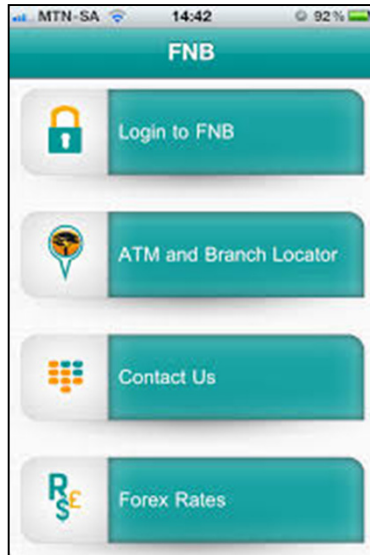 MTN-SA 14:42 92%
FNB
Login to FNB
ATM and Branch Locator
Contact Us
R$£ Forex Rates